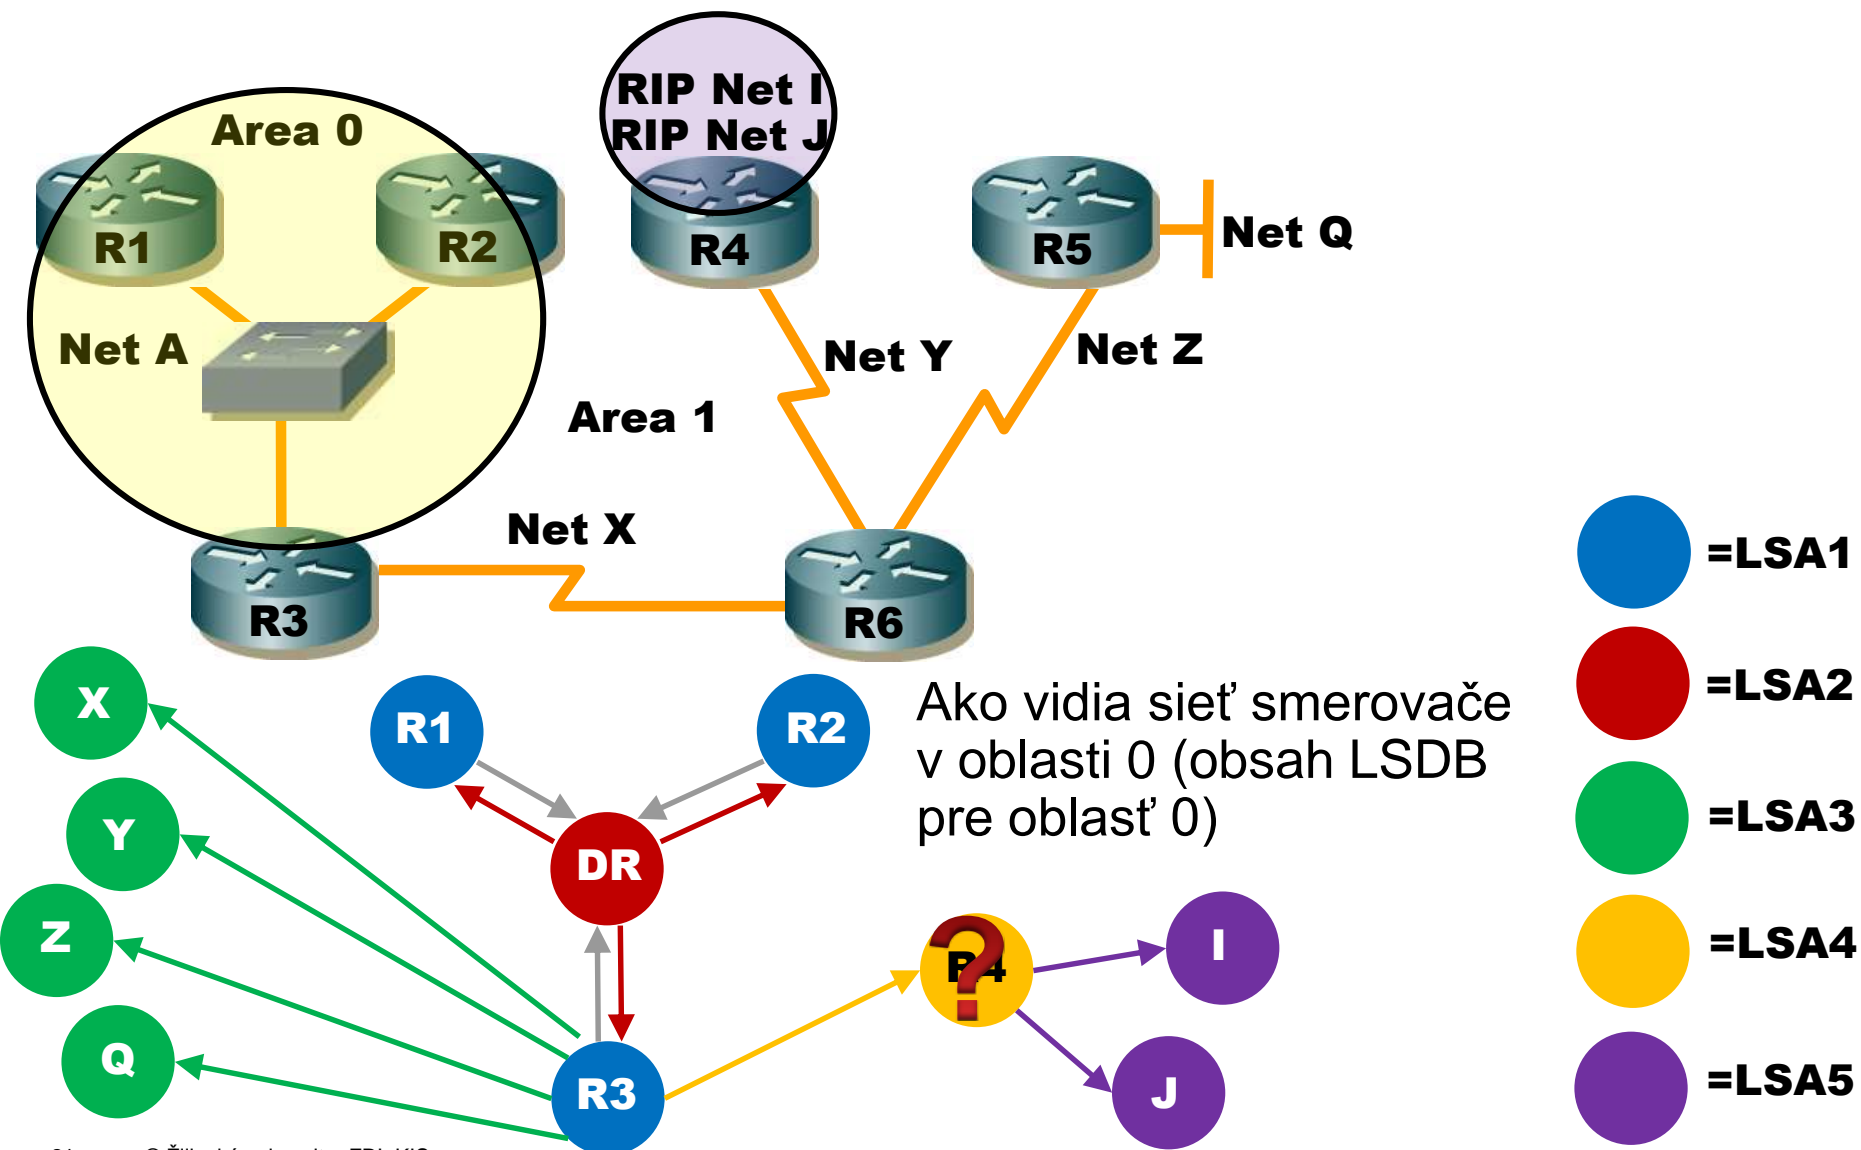 RIP Net I
RIP Net J
Area 0
R1
R2
R4
R5
Net Q
Net A
Net Y
Net Z
Area 1
Net X
R3
R6
=LSA1
=LSA2
=LSA3
=LSA4
=LSA5
Ako vidia sieť smerovače
v oblasti 0 (obsah LSDB
pre oblasť 0)
X
R1
R2
Y
DR
Z
?
R4
I
Q
R3
J